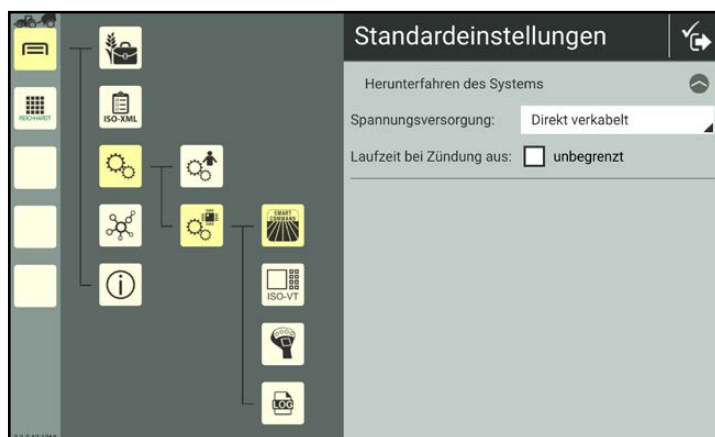 Standardeinstellungen
REICHHARDT
ISO-XML
SMART
COMMAND
ISO-VT
LOG
Herunterfahren des Systems
Spannungsversorgung: Direkt verkabelt
Laufzeit bei Zündung aus: unbegrenzt